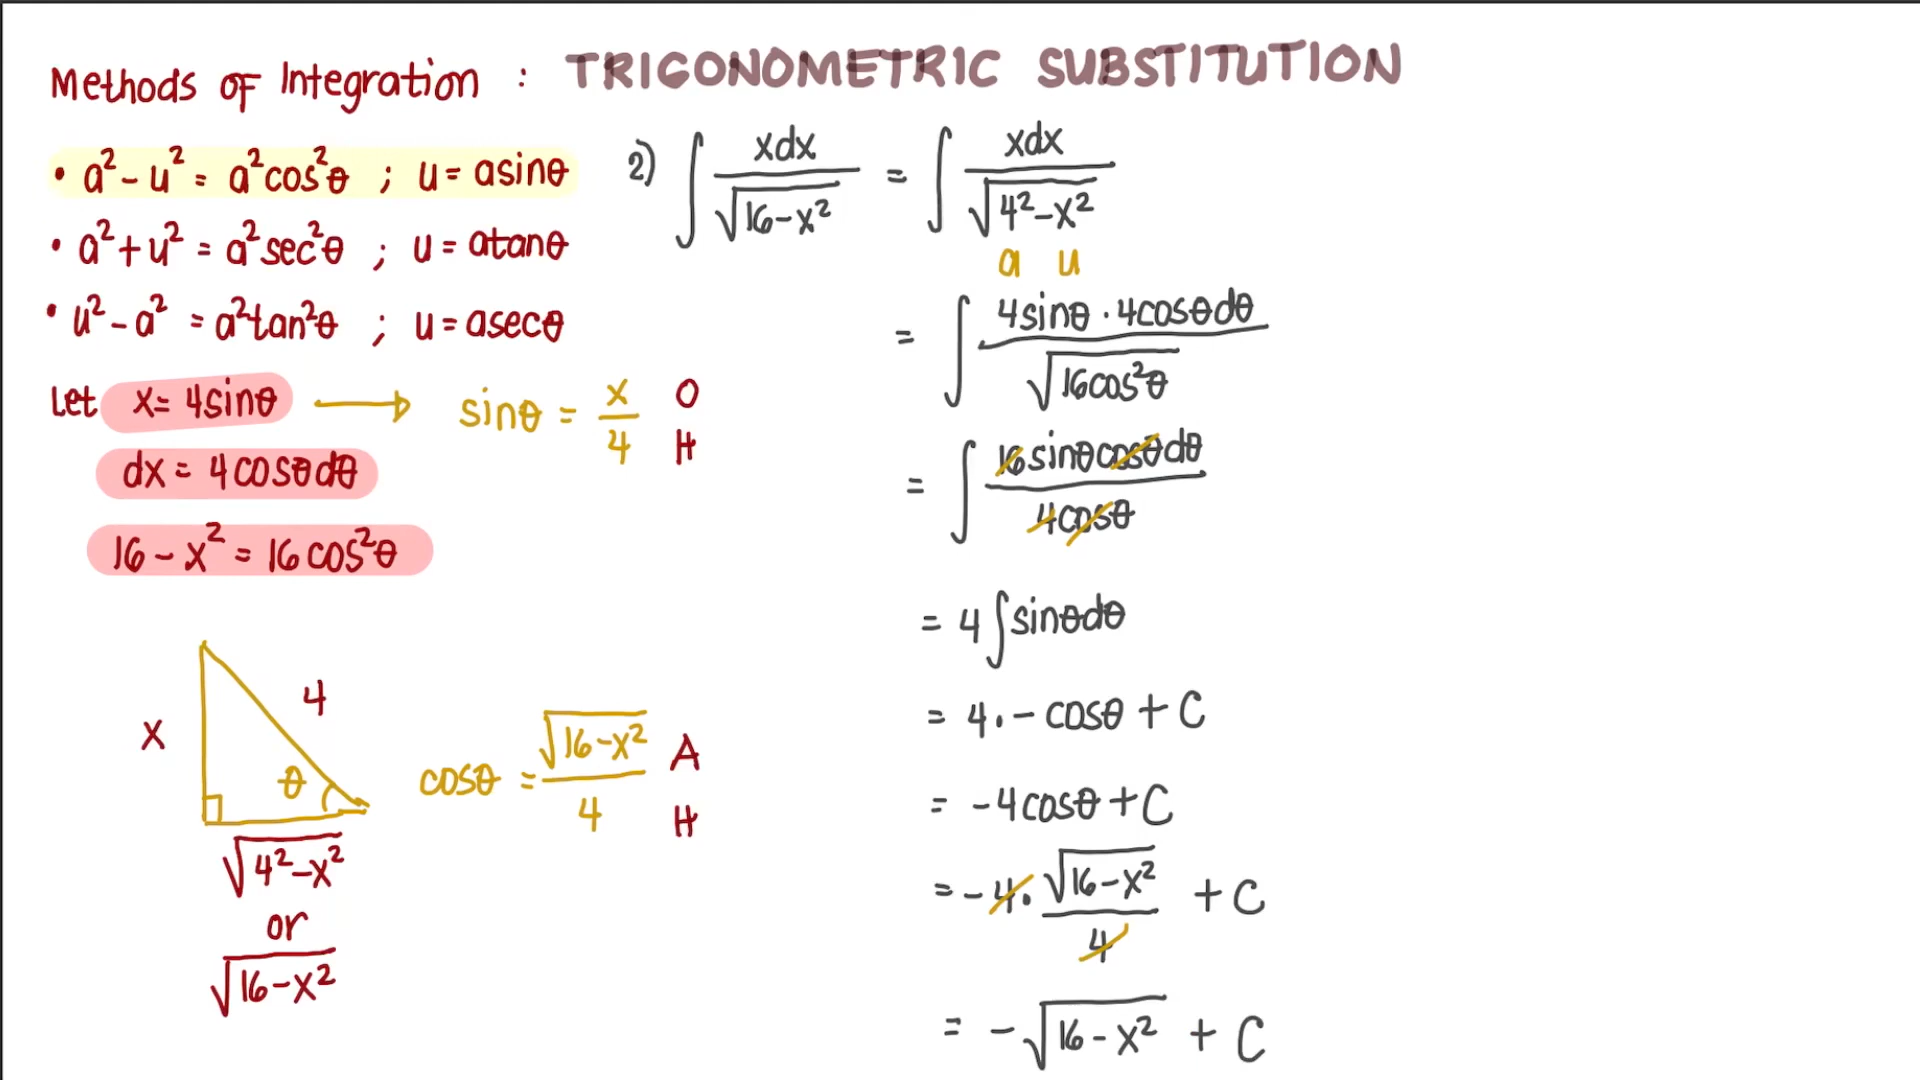 Methods of Integration : TRIGONOMETRIC SUBSTITUTION
• a² - u² = a²cos²θ ; u = asinθ
• a² + u² = a²sec²θ ; u = atanθ
• u² - a² = a²tan²θ ; u = asecθ
Let x = 4sinθ → sinθ = x/4 O/H
dx = 4cosθdθ
16 - x² = 16cos²θ
x
4
θ
√(4² - x²)
or
√(16 - x²)
cosθ = √(16 - x²)/4 A/H
2) ∫ xdx/√(16 - x²) = ∫ xdx/√(4² - x²)
a u
= ∫ 4sinθ · 4cosθdθ/√(16cos²θ)
= ∫ 16sinθcosθdθ/4cosθ
= 4∫sinθdθ
= 4 · - cosθ + C
= -4cosθ + C
= -4 · √(16 - x²)/4 + C
= -√(16 - x²) + C